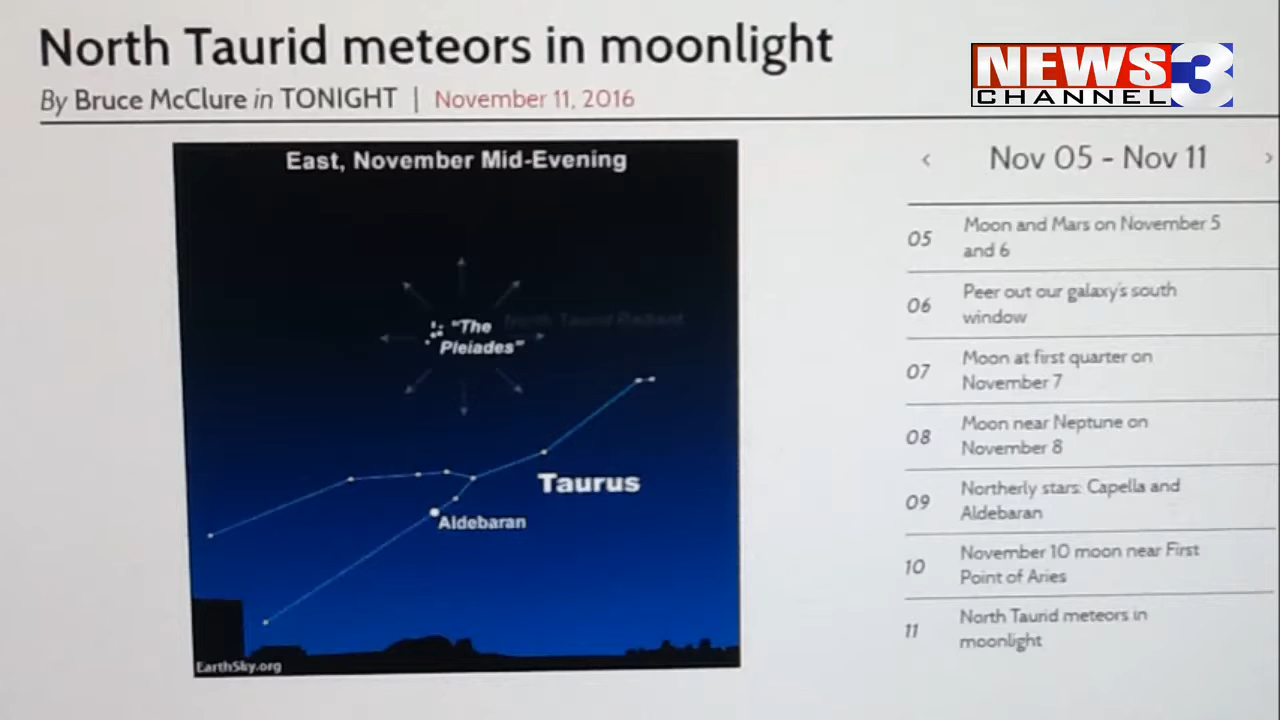 North Taurid meteors in moonlight
By Bruce McClure in TONIGHT | November 11, 2016
NEWS 3
CHANNEL
East, November Mid-Evening
"The
Pleiades"
North Taurid Radiant
Taurus
Aldebaran
EarthSky.org
< Nov 05 - Nov 11 >
05 Moon and Mars on November 5
and 6
06 Peer out our galaxy's south
window
07 Moon at first quarter on
November 7
08 Moon near Neptune on
November 8
09 Northerly stars: Capella and
Aldebaran
10 November 10 moon near First
Point of Aries
11 North Taurid meteors in
moonlight